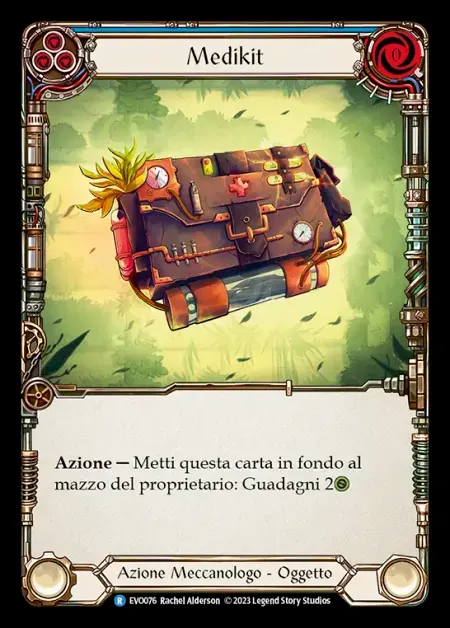 Medikit
0
Azione — Metti questa carta in fondo al
mazzo del proprietario: Guadagni 2
Azione Meccanologo - Oggetto
R EVO076 Rachel Alderson © 2023 Legend Story Studios